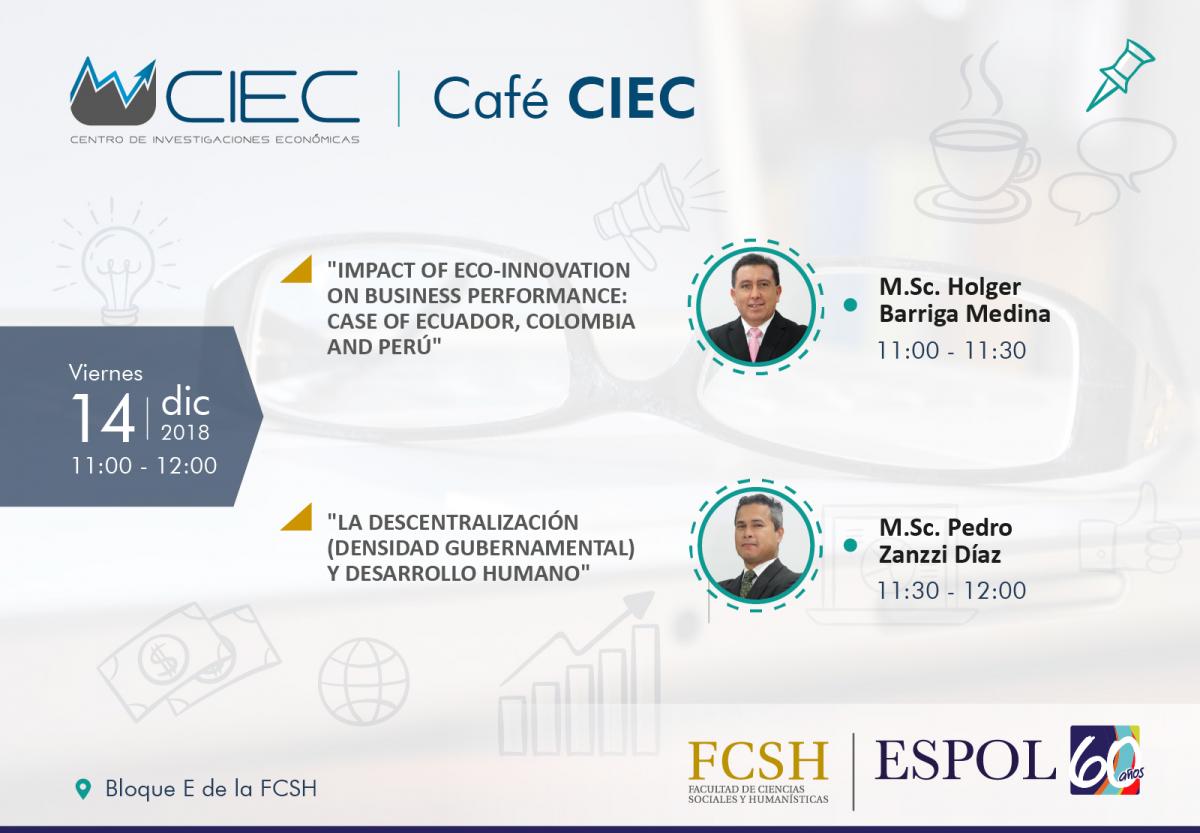 CIEC
CENTRO DE INVESTIGACIONES ECONÓMICAS
Café CIEC
Viernes
14 dic
2018
11:00 - 12:00
"IMPACT OF ECO-INNOVATION
ON BUSINESS PERFORMANCE:
CASE OF ECUADOR, COLOMBIA
AND PERÚ"
M.Sc. Holger
Barriga Medina
11:00 - 11:30
"LA DESCENTRALIZACIÓN
(DENSIDAD GUBERNAMENTAL)
Y DESARROLLO HUMANO"
M.Sc. Pedro
Zanzzi Díaz
11:30 - 12:00
Bloque E de la FCSH
FCSH
FACULTAD DE CIENCIAS
SOCIALES Y HUMANÍSTICAS
ESPOL
60
años